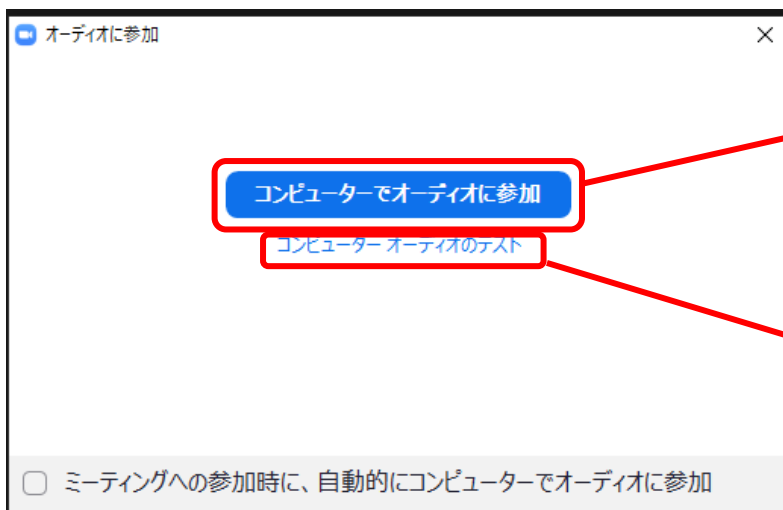 オーディオに参加
コンピューターでオーディオに参加
コンピューター オーディオのテスト
ミーティングへの参加時に、自動的にコンピューターでオーディオに参加